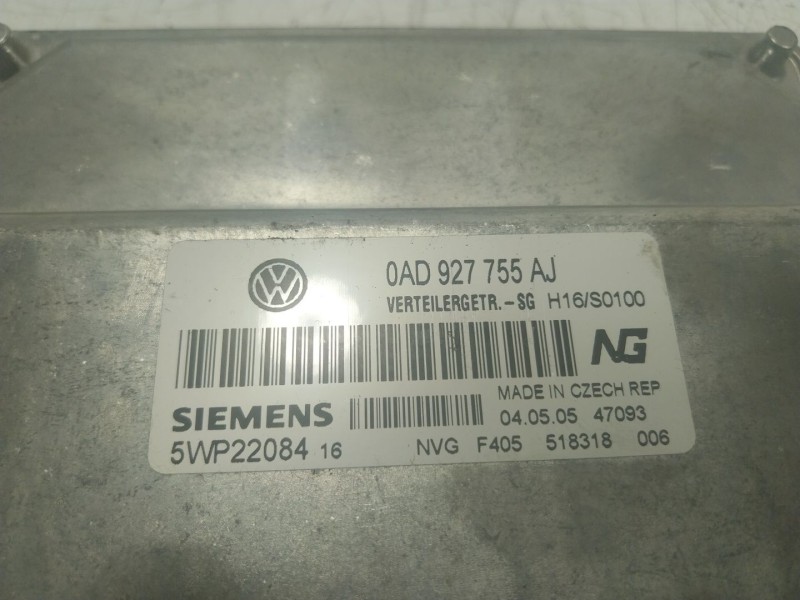 0AD 927 755 AJ
VERTEILERGETR.-SG H16/S0100
NG
MADE IN CZECH REP
SIEMENS 04.05.05 47093
5WP22084 16 NVG F405 518318 006